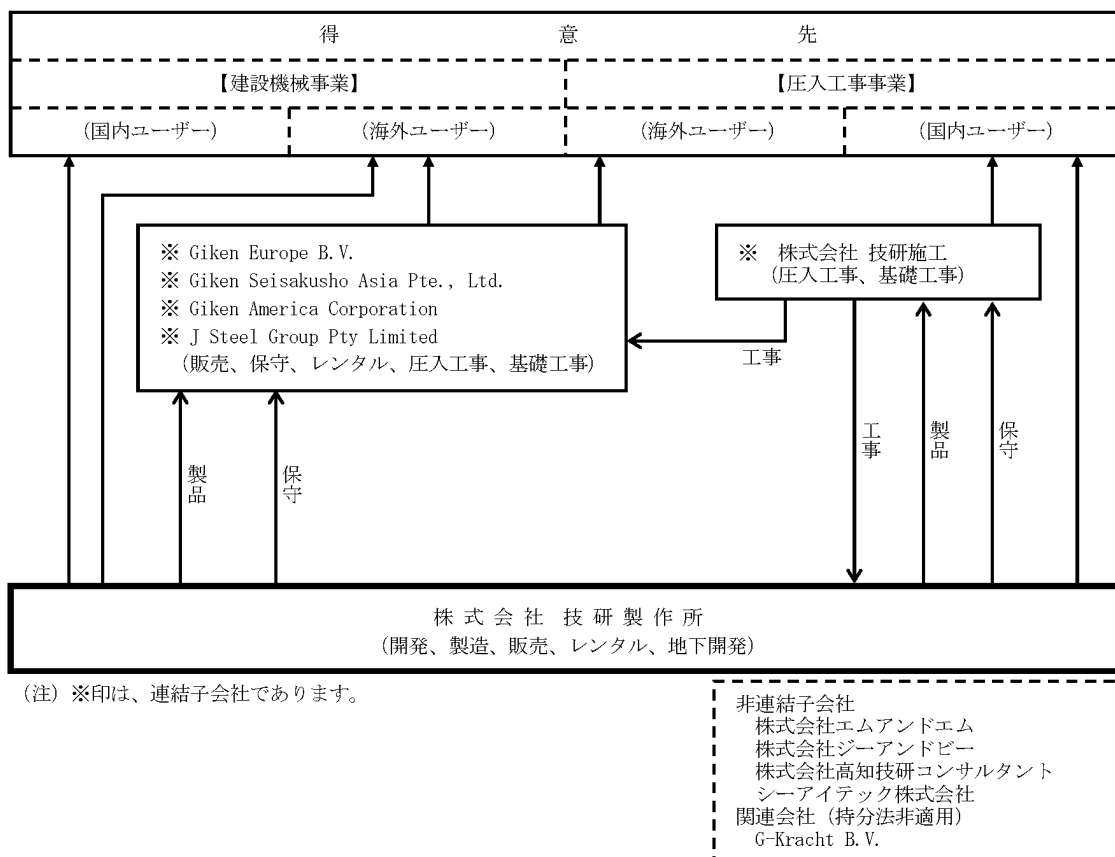 得意先
【建設機械事業】
【圧入工事事業】
(国内ユーザー)
(海外ユーザー)
(海外ユーザー)
(国内ユーザー)
※ Giken Europe B.V.
※ Giken Seisakusho Asia Pte., Ltd.
※ Giken America Corporation
※ J Steel Group Pty Limited
(販売、保守、レンタル、圧入工事、基礎工事)
※ 株式会社 技研施工
(圧入工事、基礎工事)
工事
製品
保守
工事
製品
保守
株式会社 技研製作所
(開発、製造、販売、レンタル、地下開発)
(注) ※印は、連結子会社であります。
非連結子会社
株式会社エムアンドエム
株式会社ジーアンドビー
株式会社高知技研コンサルタント
シーアイテック株式会社
関連会社 (持分法非適用)
G-Kracht B.V.